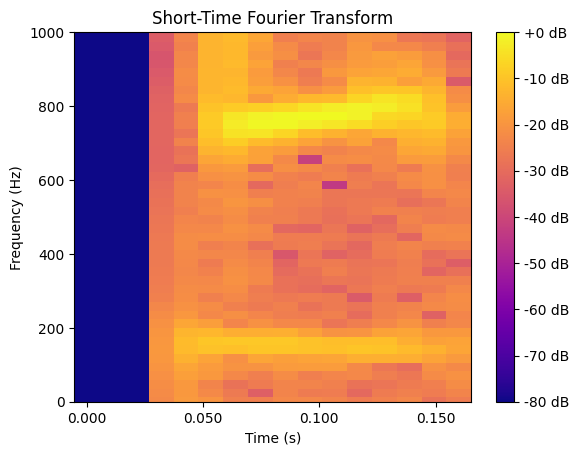 Short-Time Fourier Transform
Frequency (Hz)
1000
800
600
400
200
0
0.000
0.050
0.100
0.150
Time (s)
+0 dB
-10 dB
-20 dB
-30 dB
-40 dB
-50 dB
-60 dB
-70 dB
-80 dB